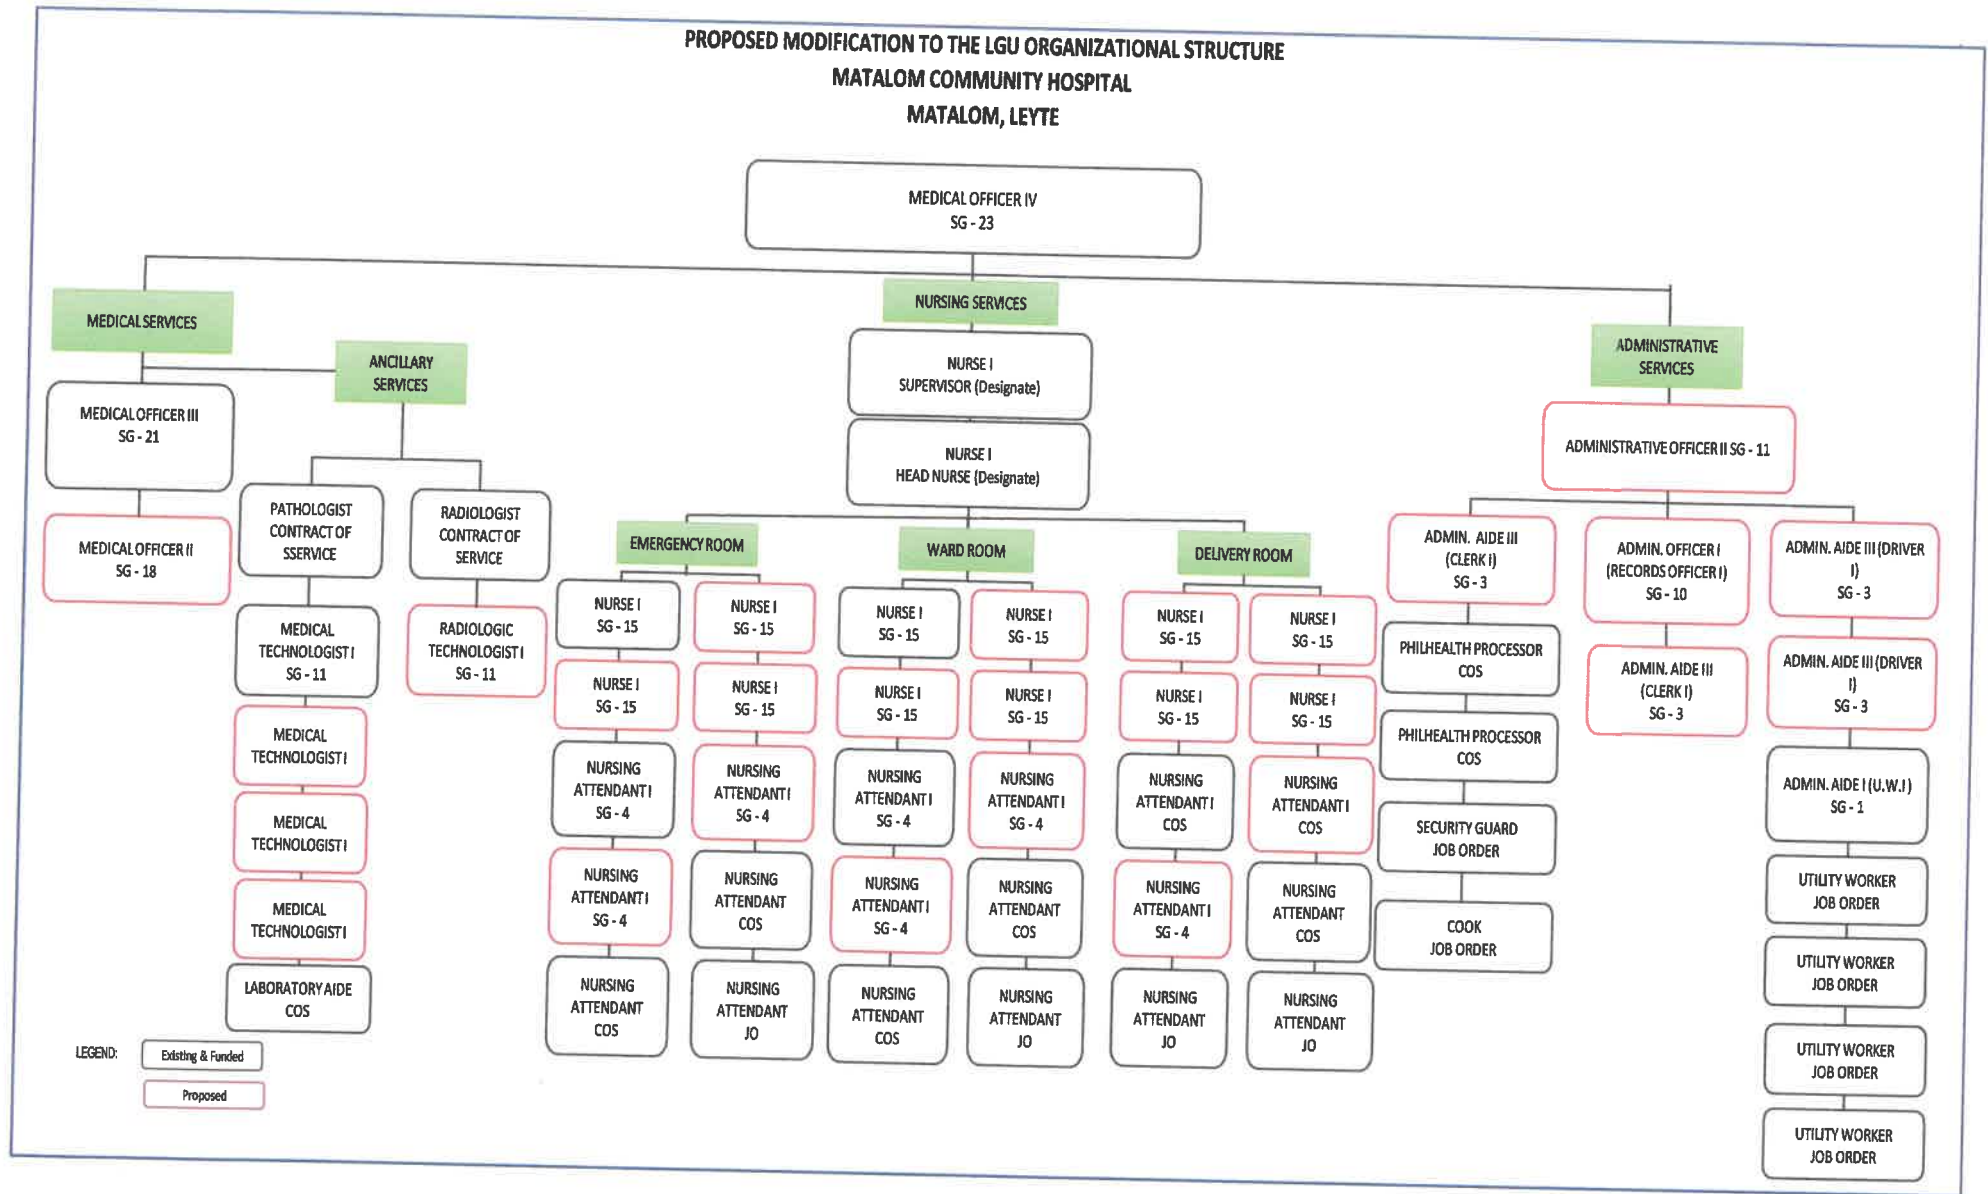 PROPOSED MODIFICATION TO THE LGU ORGANIZATIONAL STRUCTURE
MATALOM COMMUNITY HOSPITAL
MATALOM, LEYTE
MEDICAL OFFICER IV
SG - 23
MEDICAL SERVICES
ANCILLARY
SERVICES
MEDICAL OFFICER III
SG - 21
MEDICAL OFFICER II
SG - 18
PATHOLOGIST
CONTRACT OF
SSERVICE
MEDICAL
TECHNOLOGIST I
SG - 11
MEDICAL
TECHNOLOGIST I
MEDICAL
TECHNOLOGIST I
MEDICAL
TECHNOLOGIST I
LABORATORY AIDE
COS
RADIOLOGIST
CONTRACT OF
SERVICE
RADIOLOGIC
TECHNOLOGIST I
SG - 11
NURSING SERVICES
NURSE I
SUPERVISOR (Designate)
NURSE I
HEAD NURSE (Designate)
EMERGENCY ROOM
NURSE I
SG - 15
NURSE I
SG - 15
NURSING
ATTENDANT I
SG - 4
NURSING
ATTENDANT I
SG - 4
NURSING
ATTENDANT
COS
NURSE I
SG - 15
NURSE I
SG - 15
NURSING
ATTENDANT I
SG - 4
NURSING
ATTENDANT
COS
NURSING
ATTENDANT
JO
WARD ROOM
NURSE I
SG - 15
NURSE I
SG - 15
NURSING
ATTENDANT I
SG - 4
NURSING
ATTENDANT I
SG - 4
NURSING
ATTENDANT
COS
NURSE I
SG - 15
NURSE I
SG - 15
NURSING
ATTENDANT I
SG - 4
NURSING
ATTENDANT
COS
NURSING
ATTENDANT
JO
DELIVERY ROOM
NURSE I
SG - 15
NURSE I
SG - 15
NURSING
ATTENDANT I
COS
NURSING
ATTENDANT I
SG - 4
NURSING
ATTENDANT
JO
NURSE I
SG - 15
NURSE I
SG - 15
NURSING
ATTENDANT I
COS
NURSING
ATTENDANT
COS
NURSING
ATTENDANT
JO
ADMINISTRATIVE
SERVICES
ADMINISTRATIVE OFFICER II SG - 11
ADMIN. AIDE III
(CLERK I)
SG - 3
PHILHEALTH PROCESSOR
COS
PHILHEALTH PROCESSOR
COS
SECURITY GUARD
JOB ORDER
COOK
JOB ORDER
ADMIN. OFFICER I
(RECORDS OFFICER I)
SG - 10
ADMIN. AIDE III
(CLERK I)
SG - 3
ADMIN. AIDE III (DRIVER
I)
SG - 3
ADMIN. AIDE III (DRIVER
I)
SG - 3
ADMIN. AIDE I (U.W.I)
SG - 1
UTILITY WORKER
JOB ORDER
UTILITY WORKER
JOB ORDER
UTILITY WORKER
JOB ORDER
UTILITY WORKER
JOB ORDER
LEGEND:
Existing & Funded
Proposed